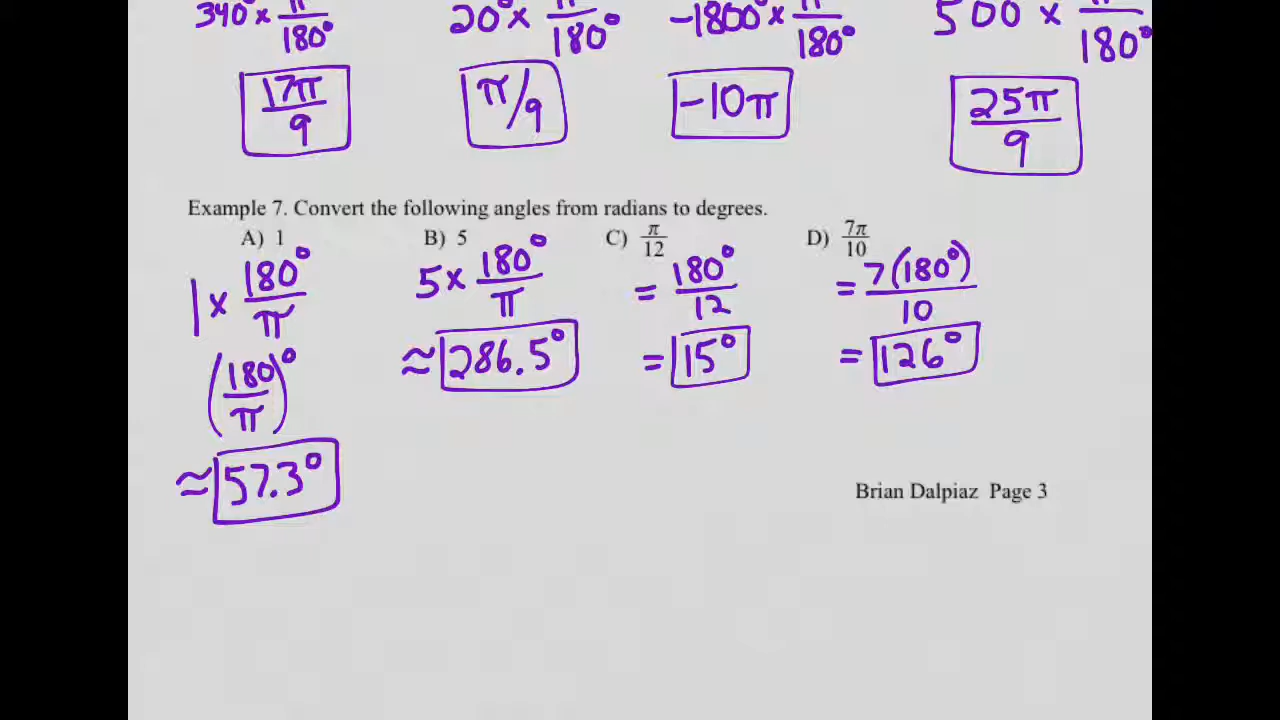 340° × π/180° 20° × π/180° -1800° × π/180° 500 × π/180°
17π/9 π/9 -10π 25π/9
Example 7. Convert the following angles from radians to degrees.
A) 1 B) 5 C) π/12 D) 7π/10
1 × 180°/π 5 × 180°/π = 180°/12 = 7(180°)/10
(180/π)° ≈ 286.5° = 15° = 126°
≈ 57.3°
Brian Dalpiaz Page 3